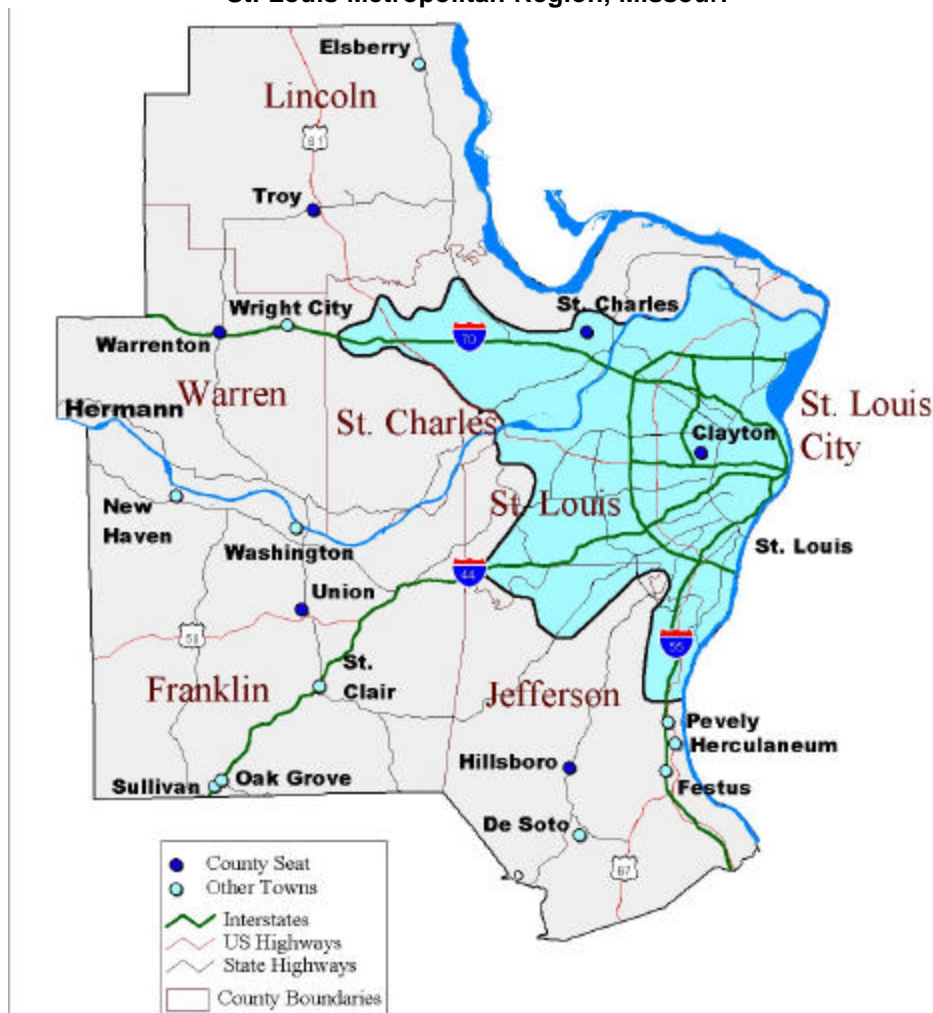 St. Louis Metropolitan Region, Missouri
Elsberry
Lincoln
61
Troy
Wright City
St. Charles
70
Warrenton
Warren
Hermann
St. Charles
St. Louis
City
Clayton
New
Haven
St. Louis
Washington
St. Louis
44
Union
50
55
St.
Clair
Franklin
Jefferson
Pevely
Herculaneum
Hillsboro
Sullivan
Oak Grove
Festus
De Soto
67
County Seat
Other Towns
Interstates
US Highways
State Highways
County Boundaries